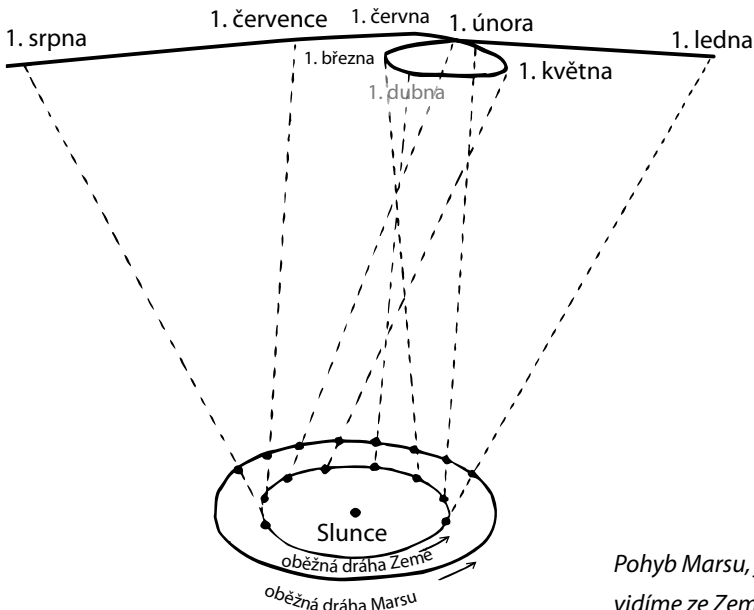 1. srpna
1. července
1. června
1. února
1. ledna
1. března
1. dubna
1. května
Slunce
oběžná dráha Země
oběžná dráha Marsu
Pohyb Marsu,
vidíme ze Zem